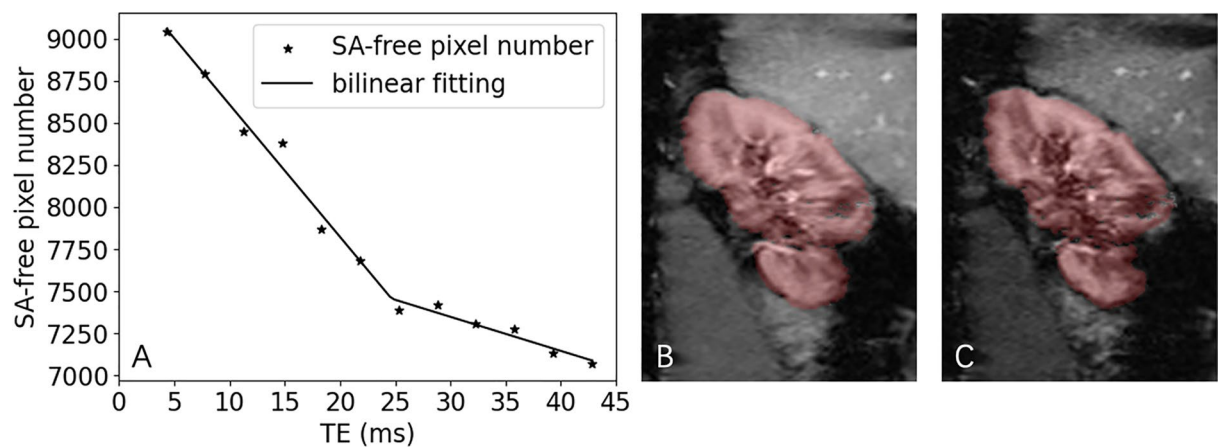 9000
8750
8500
8250
8000
7750
7500
7250
7000
SA-free pixel number
SA-free pixel number
bilinear fitting
A
0 5 10 15 20 25 30 35 40 45
TE (ms)
B
C